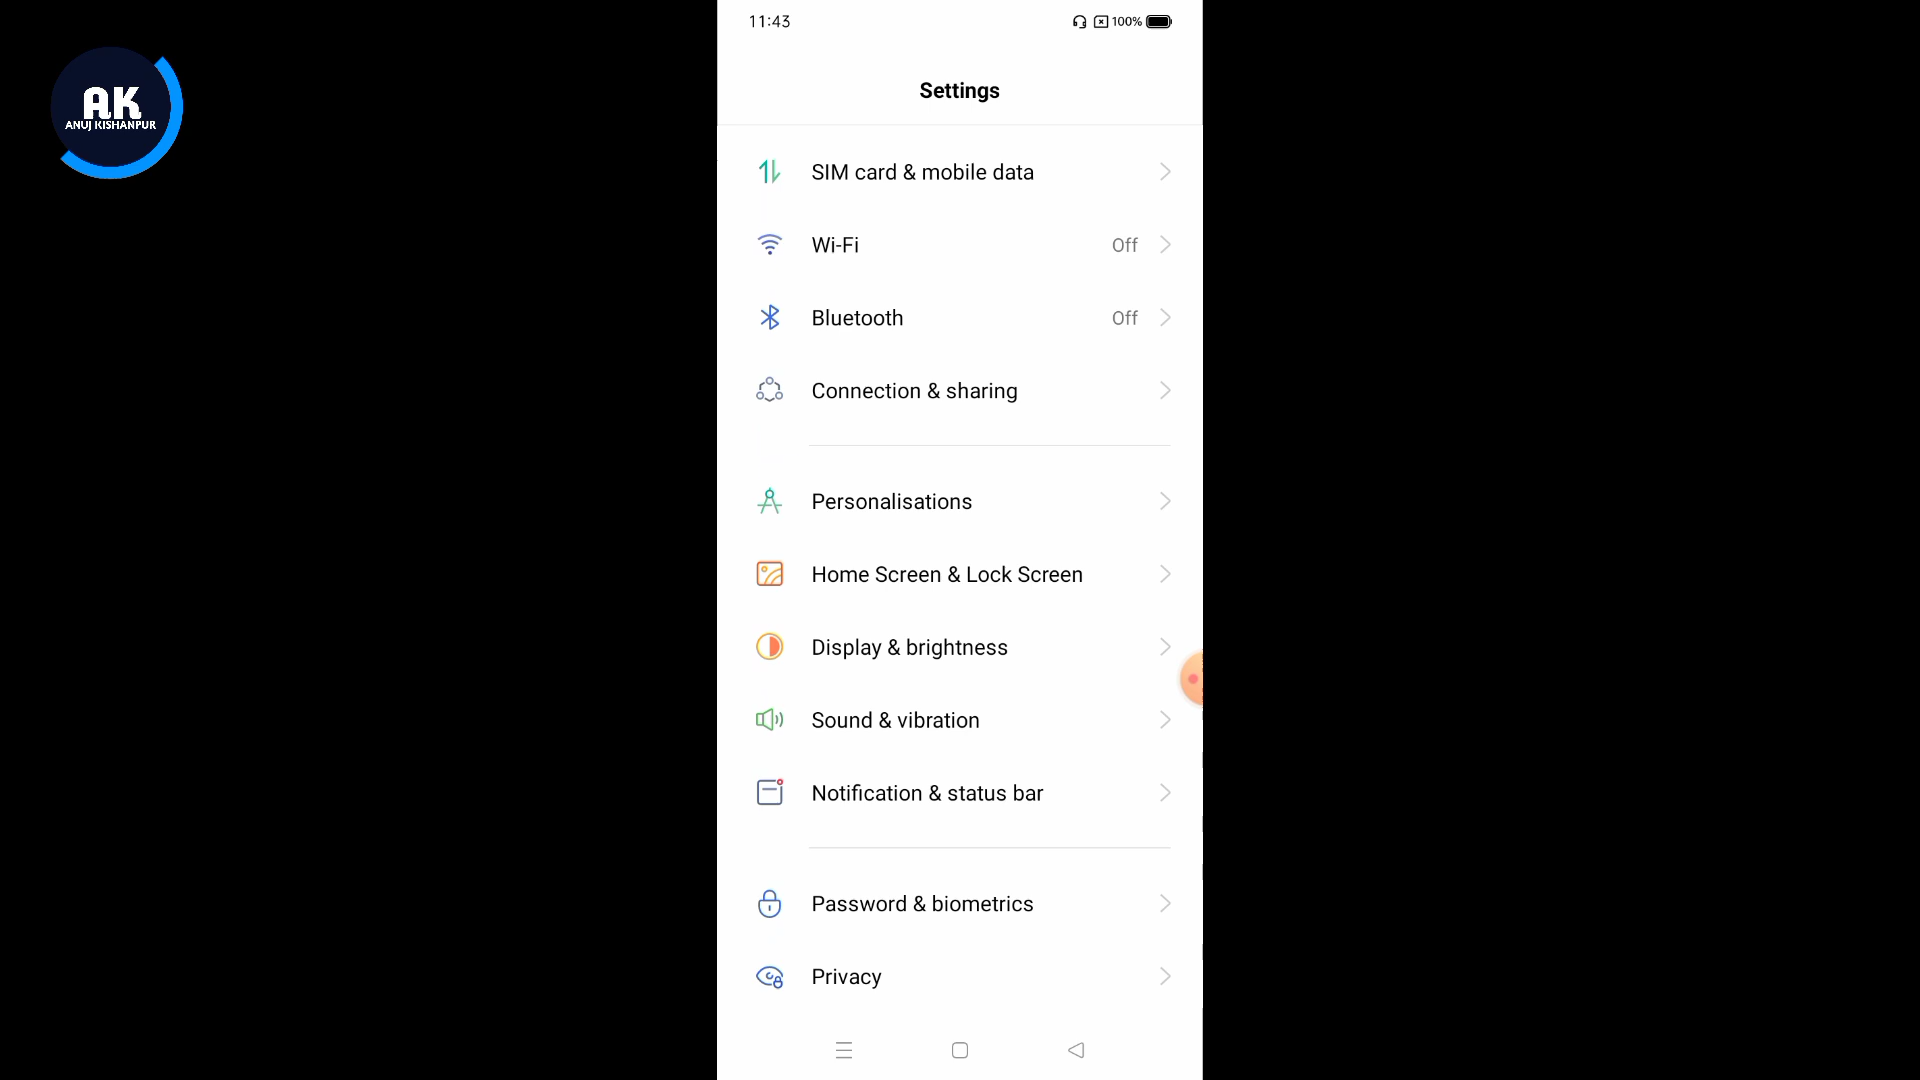 AK
ANUJ KISHANPUR
11:43
100%
Settings
SIM card & mobile data
Wi-Fi
Off
Bluetooth
Off
Connection & sharing
Personalisations
Home Screen & Lock Screen
Display & brightness
Sound & vibration
Notification & status bar
Password & biometrics
Privacy